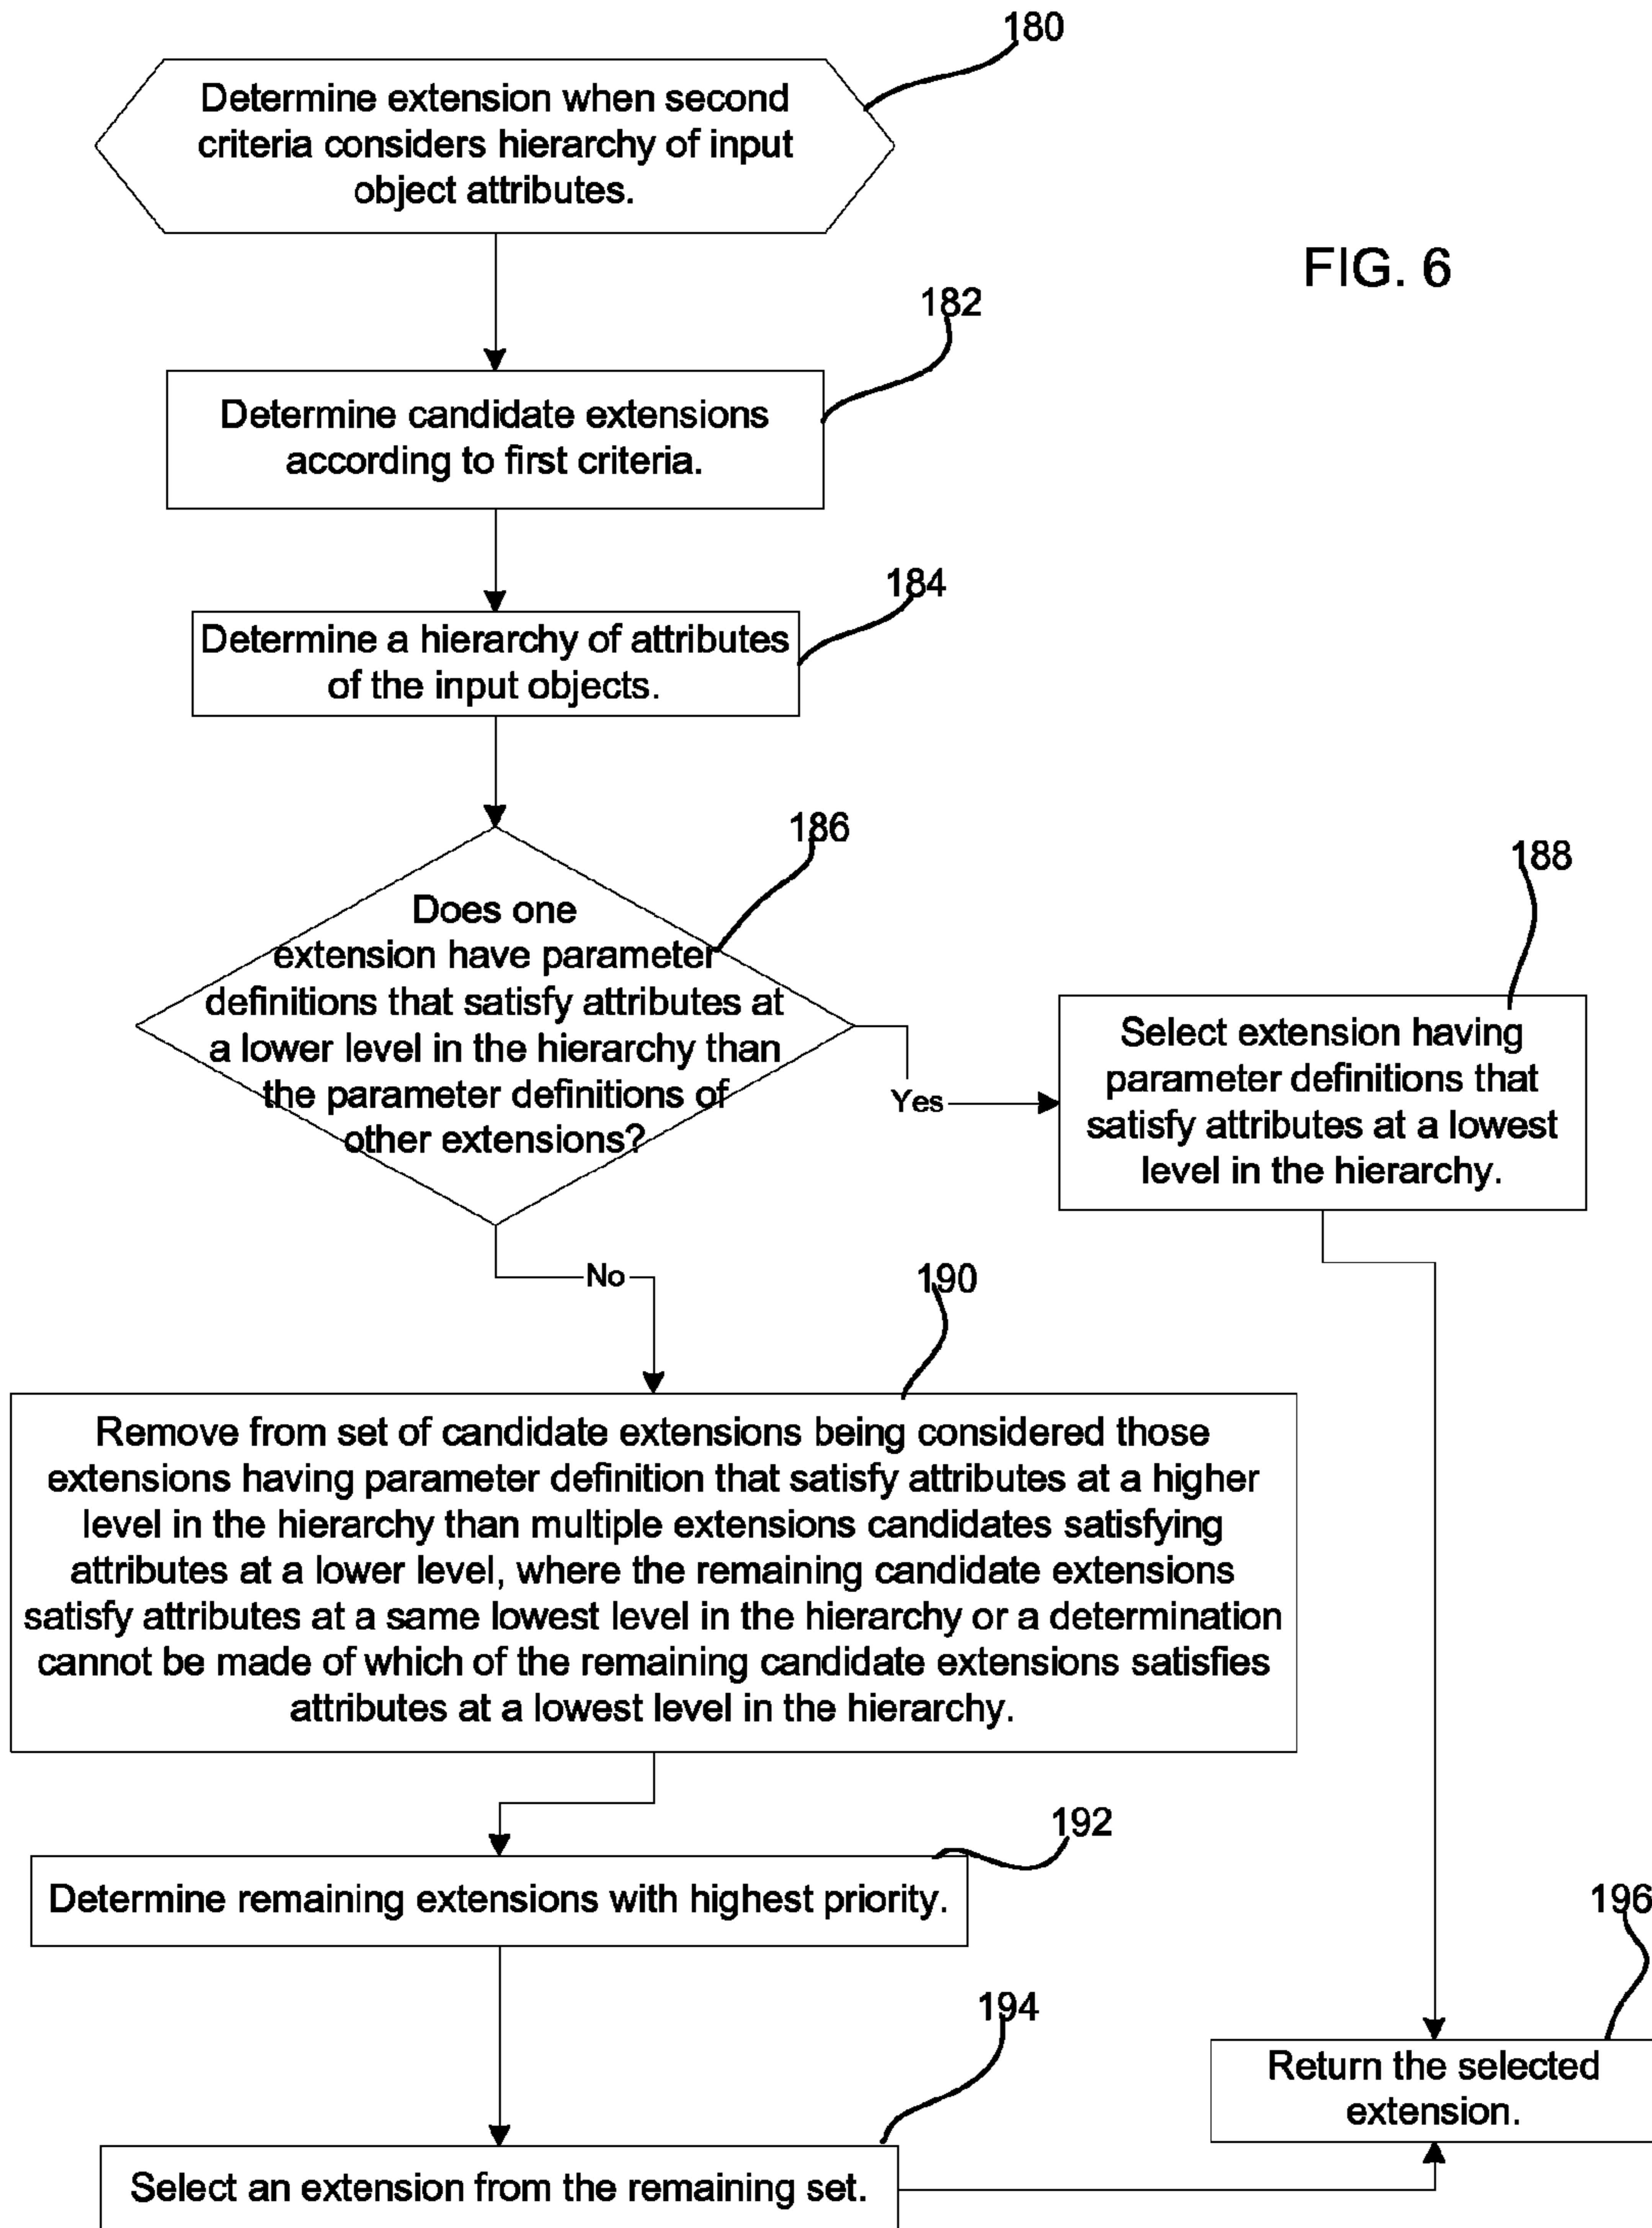 180
Determine extension when second
criteria considers hierarchy of input
object attributes.
FIG. 6
182
Determine candidate extensions
according to first criteria.
184
Determine a hierarchy of attributes
of the input objects.
186
Does one
extension have parameter
definitions that satisfy attributes at
a lower level in the hierarchy than
the parameter definitions of
other extensions?
Yes
188
Select extension having
parameter definitions that
satisfy attributes at a lowest
level in the hierarchy.
No
190
Remove from set of candidate extensions being considered those
extensions having parameter definition that satisfy attributes at a higher
level in the hierarchy than multiple extensions candidates satisfying
attributes at a lower level, where the remaining candidate extensions
satisfy attributes at a same lowest level in the hierarchy or a determination
cannot be made of which of the remaining candidate extensions satisfies
attributes at a lowest level in the hierarchy.
192
Determine remaining extensions with highest priority.
194
Select an extension from the remaining set.
196
Return the selected
extension.